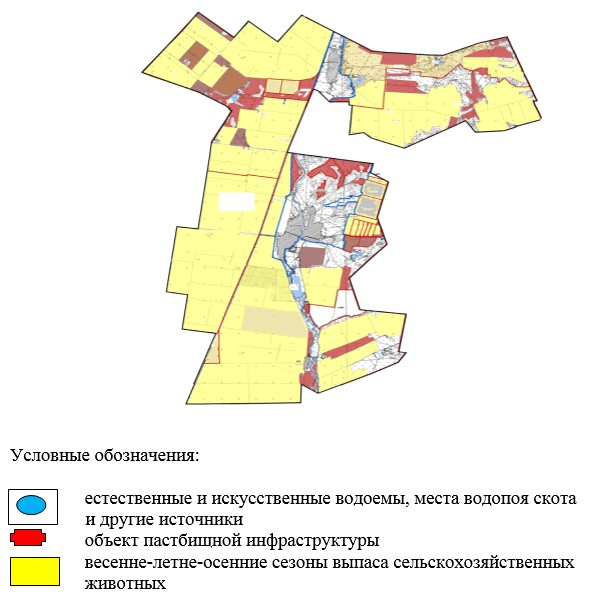 Условные обозначения:
естественные и искусственные водоемы, места водопоя скота
и другие источники
объект пастбищной инфраструктуры
весенне-летне-осенние сезоны выпаса сельскохозяйственных
животных